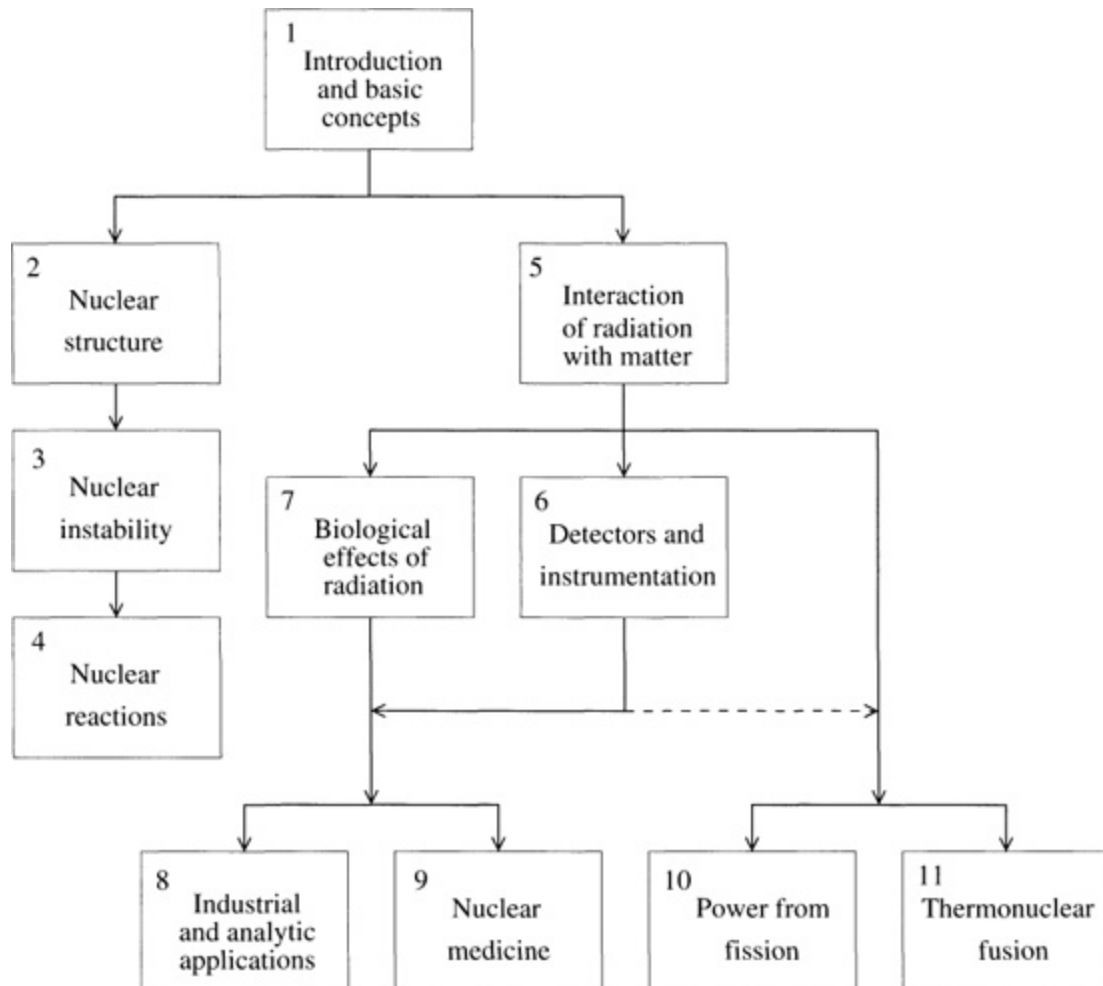 1
Introduction
and basic
concepts
2
Nuclear
structure
5
Interaction
of radiation
with matter
3
Nuclear
instability
7
Biological
effects of
radiation
6
Detectors and
instrumentation
4
Nuclear
reactions
8
Industrial
and analytic
applications
9
Nuclear
medicine
10
Power from
fission
11
Thermonuclear
fusion